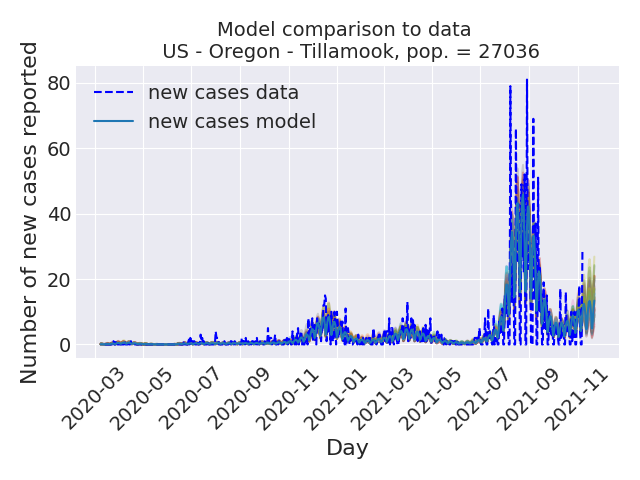 Model comparison to data
US - Oregon - Tillamook, pop. = 27036
Number of new cases reported
80
60
40
20
0
new cases data
new cases model
2020-03
2020-05
2020-07
2020-09
2020-11
2021-01
2021-03
2021-05
2021-07
2021-09
2021-11
Day